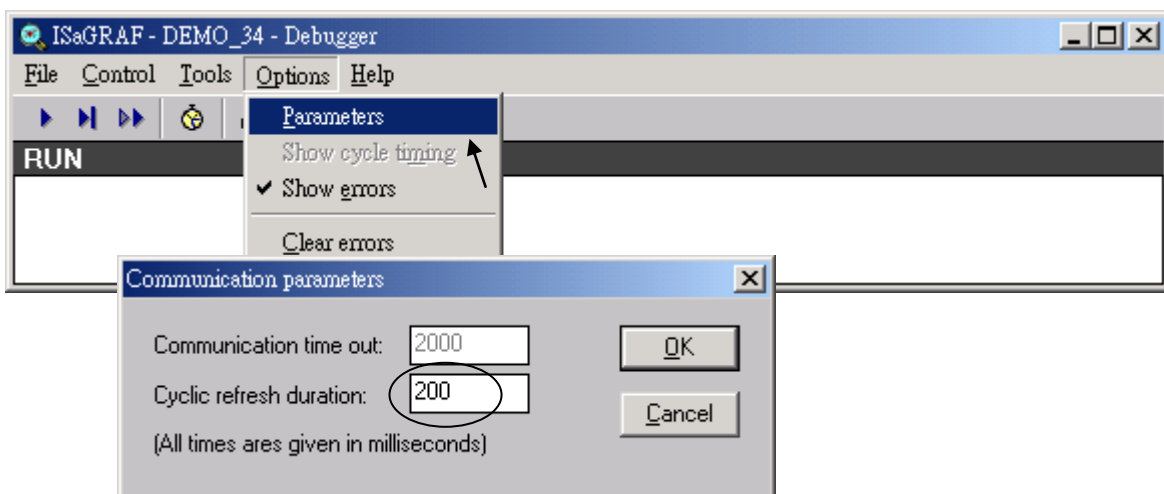 ISaGRAF - DEMO_34 - Debugger
File Control Tools Options Help
Parameters
RUN
Show cycle timing
Show errors
Clear errors
Communication parameters
Communication time out: 2000
OK
Cyclic refresh duration: 200
Cancel
(All times ares given in milliseconds)